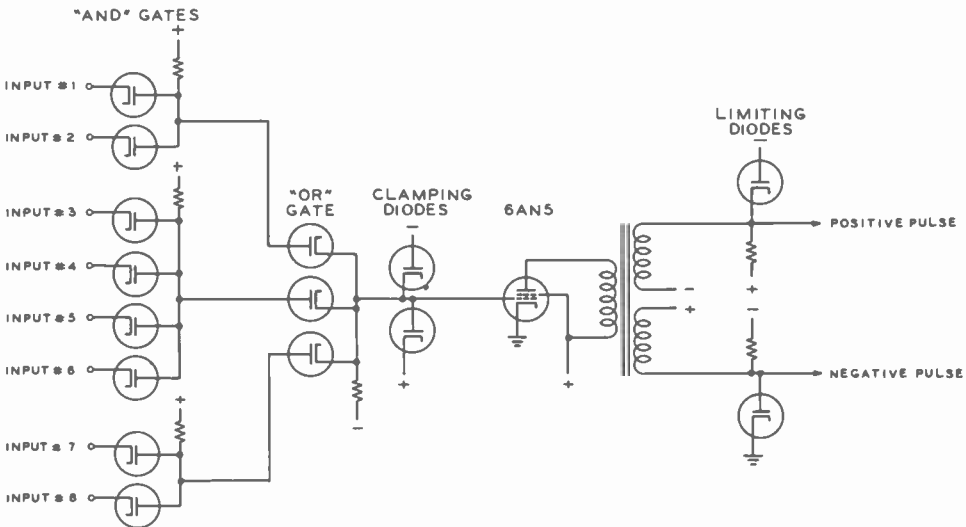 "AND" GATES
+
INPUT #1
INPUT #2
+
INPUT #3
INPUT #4
INPUT #5
INPUT #6
+
INPUT #7
INPUT #8
"OR"
GATE
−
CLAMPING
DIODES
−
+
6AN5
+
LIMITING
DIODES
−
POSITIVE PULSE
−
+
+
−
NEGATIVE PULSE